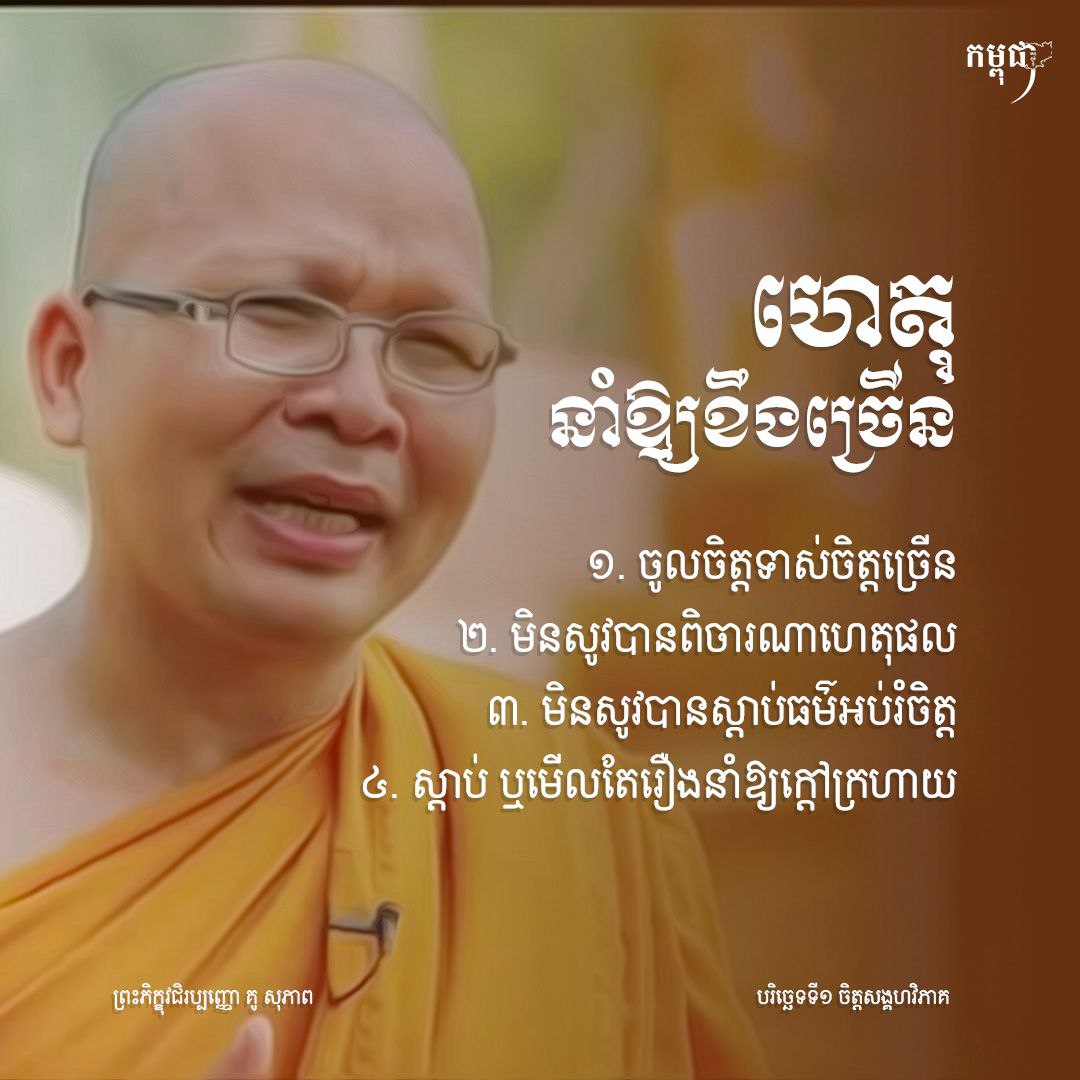 កម្ពុជា
ហេតុ
នាំឱ្យខឹងច្រើន
១. ចូលចិត្តទាស់ចិត្តច្រើន
២. មិនសូវបានពិចារណាហេតុផល
៣. មិនសូវបានស្តាប់ធម៌អប់រំចិត្ត
៤. ស្តាប់ ឬមើលតែរឿងនាំឱ្យក្តៅក្រហាយ
ព្រះភិក្ខុវជិរប្បញ្ញោ គូ សុភាព
បរិច្ឆេទទី១ ចិត្តសង្គហវិភាគ